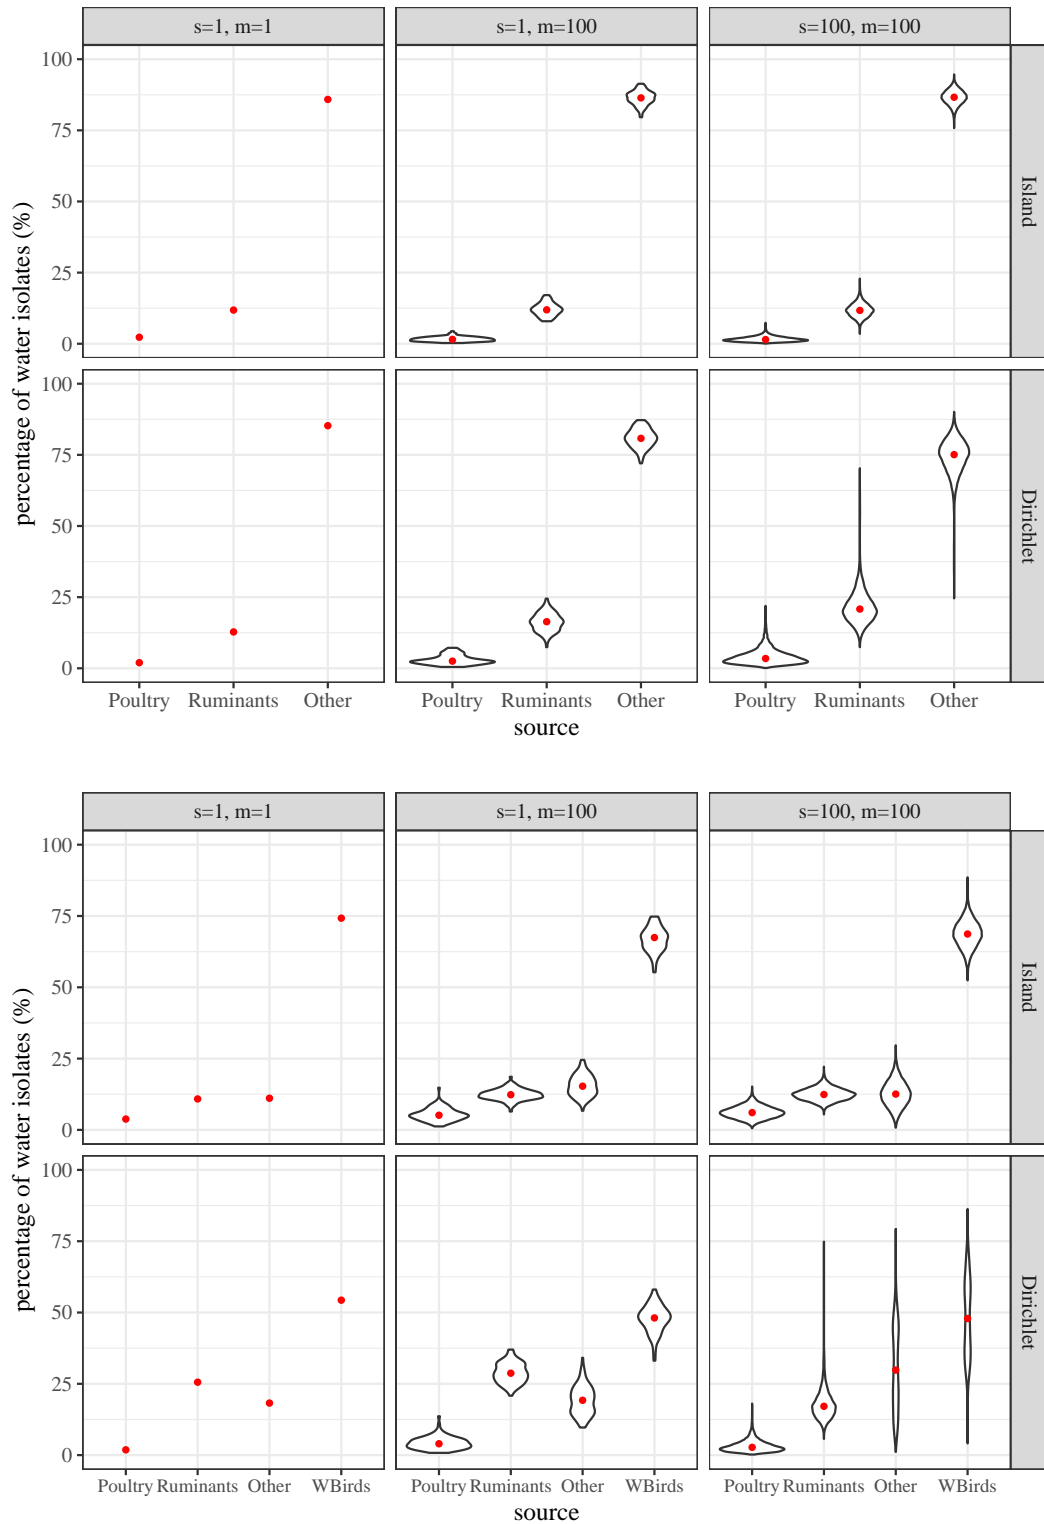 s=1, m=1 s=1, m=100 s=100, m=100
100
75
50
25
0
Island
100
75
50
25
0
Dirichlet
percentage of water isolates (%)
Poultry Ruminants Other Poultry Ruminants Other Poultry Ruminants Other
source
s=1, m=1 s=1, m=100 s=100, m=100
100
75
50
25
0
Island
100
75
50
25
0
Dirichlet
percentage of water isolates (%)
Poultry Ruminants Other WBirds Poultry Ruminants Other WBirds Poultry Ruminants Other WBirds
source